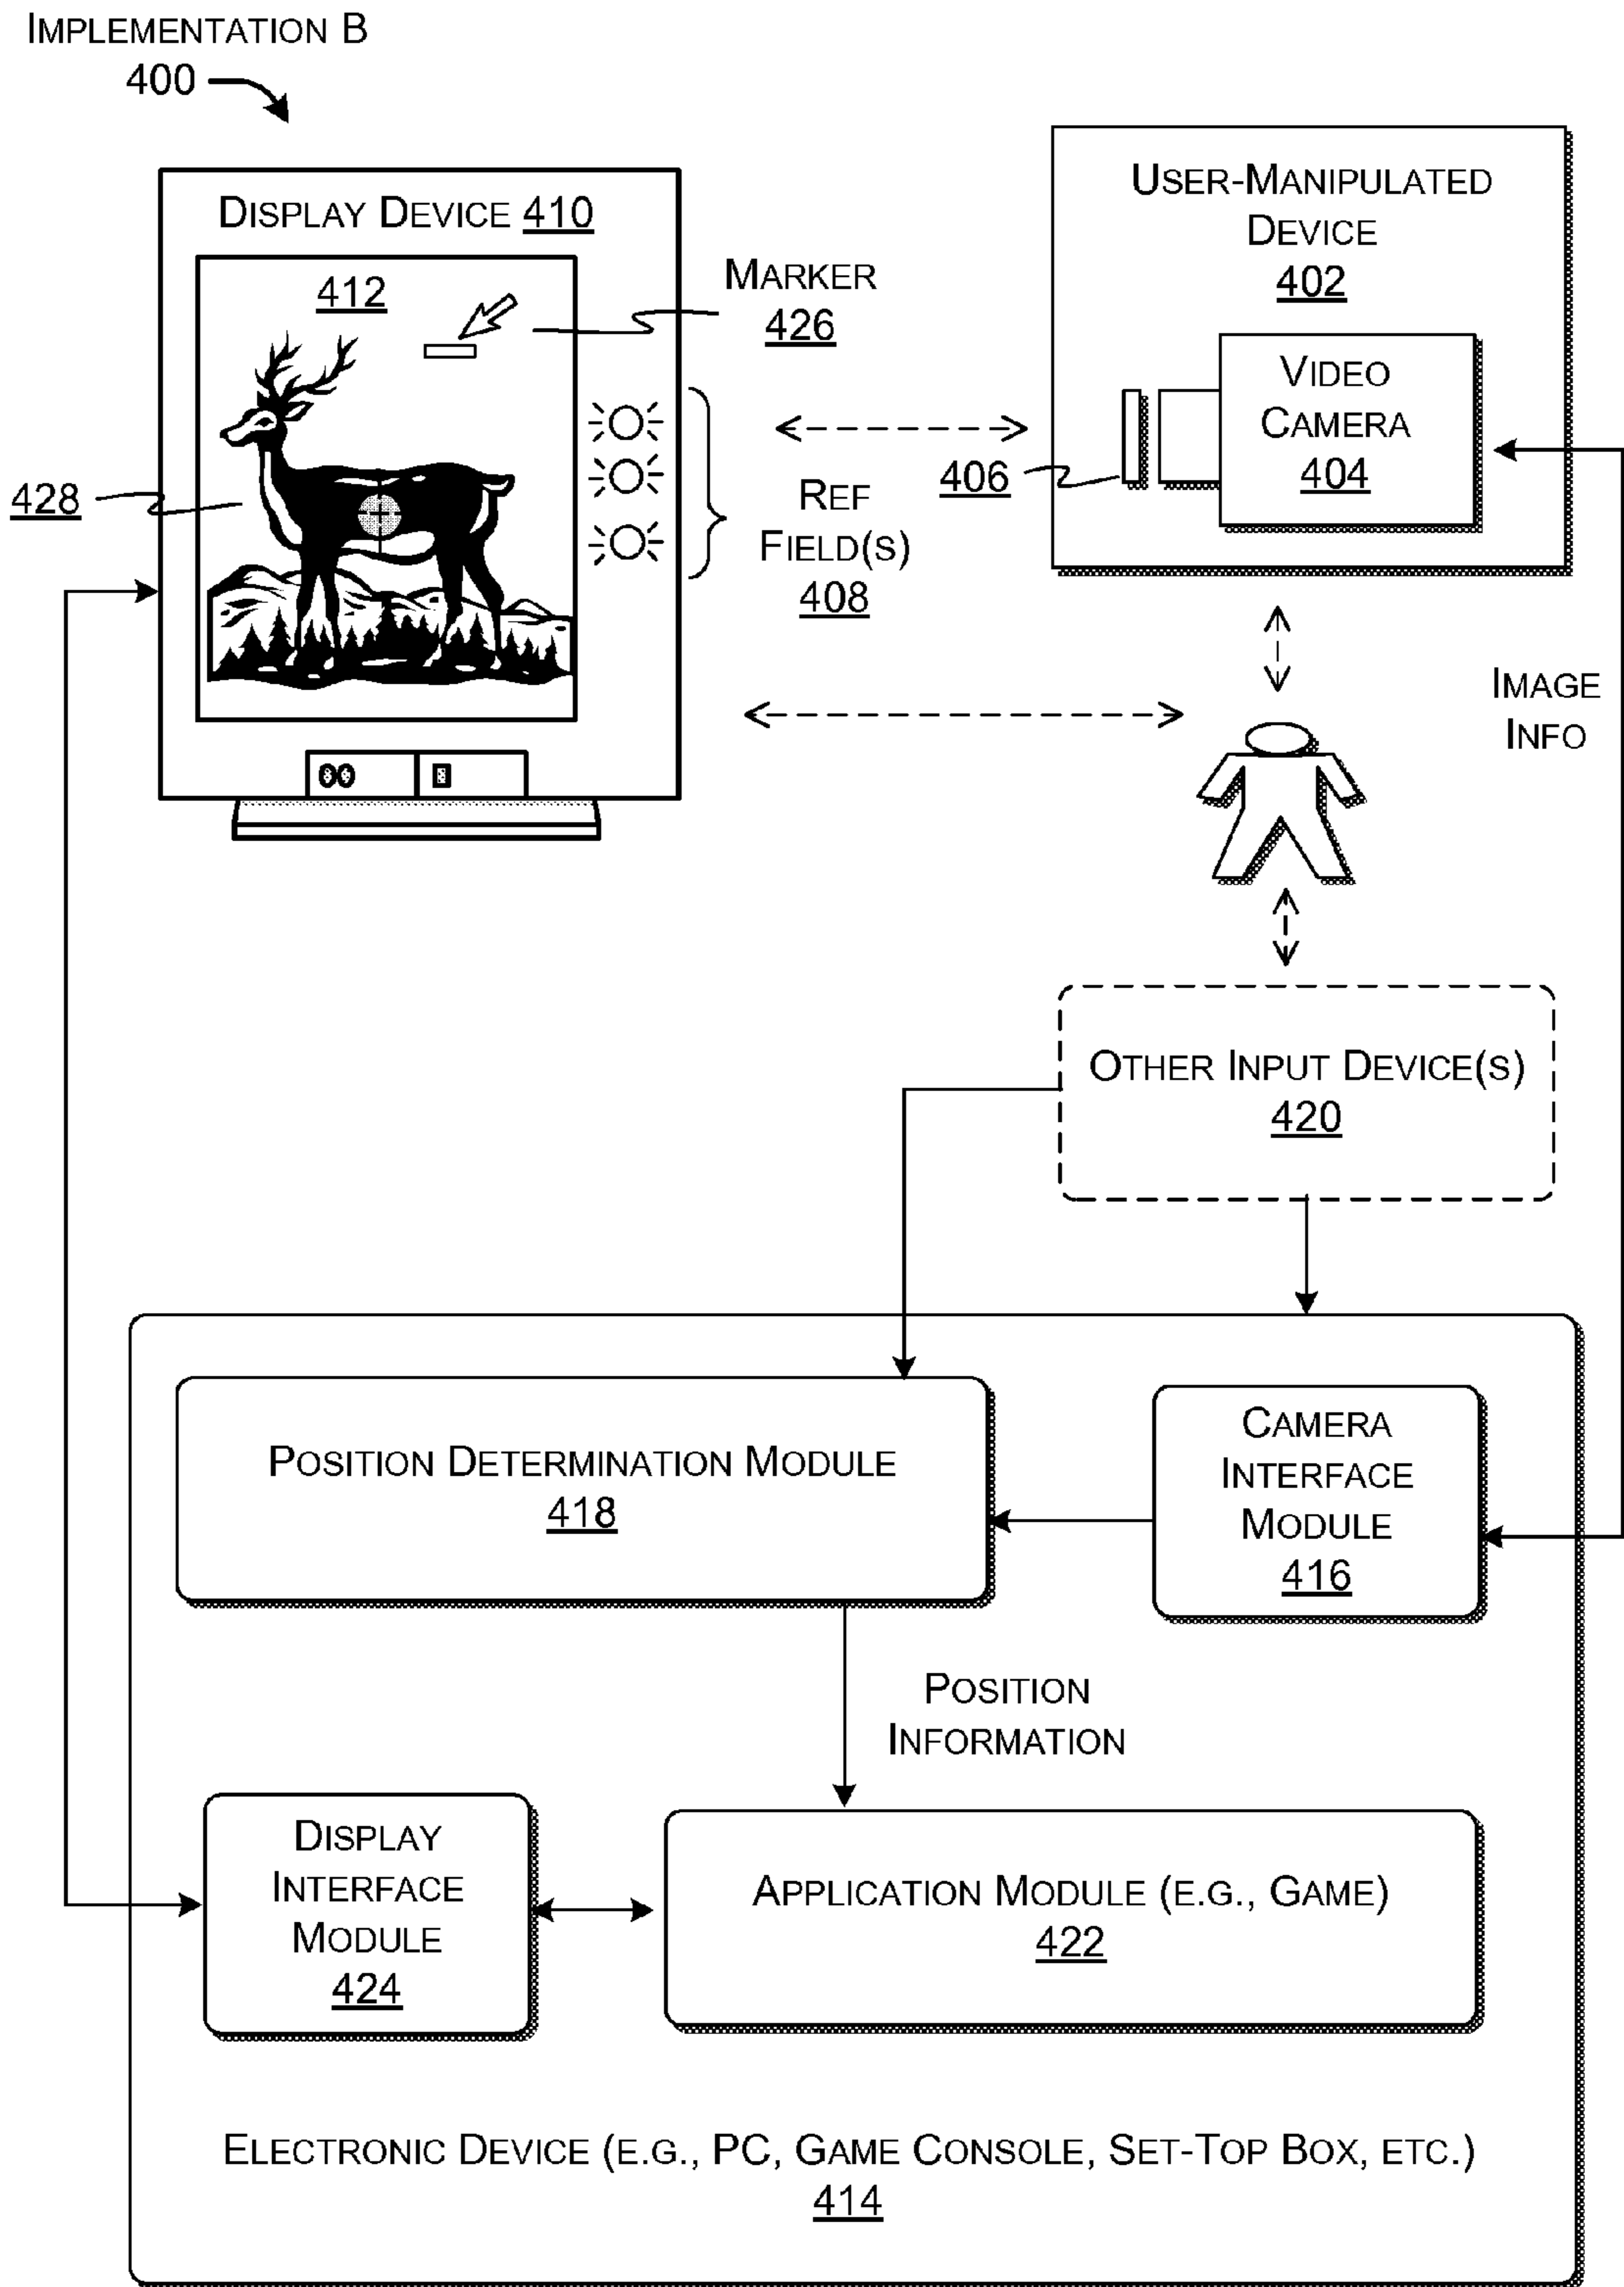 IMPLEMENTATION B
400
DISPLAY DEVICE 410
412
MARKER
426
428
REF
FIELD(S)
408
USER-MANIPULATED
DEVICE
402
VIDEO
CAMERA
404
406
IMAGE
INFO
OTHER INPUT DEVICE(S)
420
POSITION DETERMINATION MODULE
418
CAMERA
INTERFACE
MODULE
416
POSITION
INFORMATION
DISPLAY
INTERFACE
MODULE
424
APPLICATION MODULE (E.G., GAME)
422
ELECTRONIC DEVICE (E.G., PC, GAME CONSOLE, SET-TOP BOX, ETC.)
414